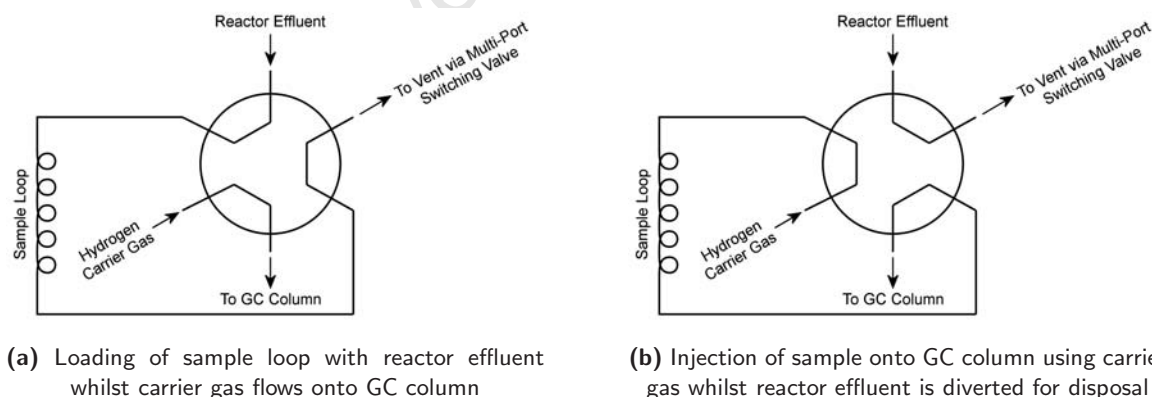 Reactor Effluent
To Vent via Multi-Port
Switching Valve
Sample Loop
Hydrogen
Carrier Gas
To GC Column
(a) Loading of sample loop with reactor effluent
whilst carrier gas flows onto GC column
Reactor Effluent
To Vent via Multi-Port
Switching Valve
Sample Loop
Hydrogen
Carrier Gas
To GC Column
(b) Injection of sample onto GC column using carrie
gas whilst reactor effluent is diverted for disposal